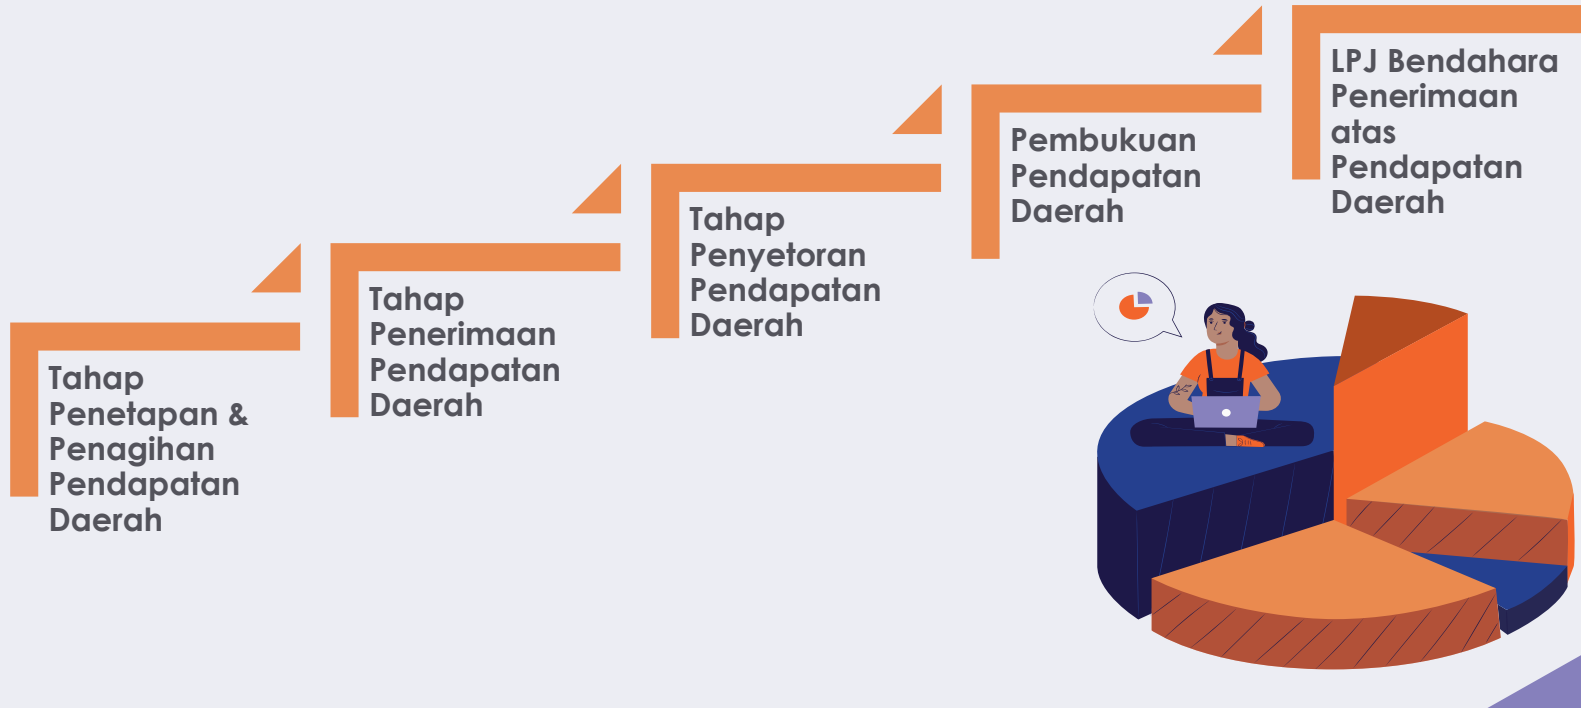 Tahap
Penetapan &
Penagihan
Pendapatan
Daerah
Tahap
Penerimaan
Pendapatan
Daerah
Tahap
Penyetoran
Pendapatan
Daerah
Pembukuan
Pendapatan
Daerah
LPJ Bendahara
Penerimaan
atas
Pendapatan
Daerah